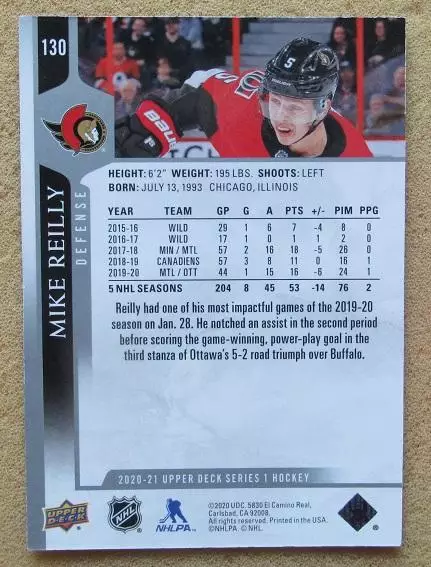 130
5
BAUER
MIKE REILLY
DEFENSE
HEIGHT: 6'2" WEIGHT: 195 LBS. SHOOTS: LEFT
BORN: JULY 13, 1993 CHICAGO, ILLINOIS
YEAR TEAM GP G A PTS +/- PIM PPG
2015-16 WILD 29 1 6 7 -4 8 0
2016-17 WILD 17 1 0 1 1 2 0
2017-18 MIN / MTL 57 2 16 18 -5 26 0
2018-19 CANADIENS 57 3 8 11 0 16 1
2019-20 MTL / OTT 44 1 15 16 -6 24 1
5 NHL SEASONS 204 8 45 53 -14 76 2
Reilly had one of his most impactful games of the 2019-20
season on Jan. 28. He notched an assist in the second period
before scoring the game-winning, power-play goal in the
third stanza of Ottawa's 5-2 road triumph over Buffalo.
2020-21 UPPER DECK SERIES 1 HOCKEY
UPPER DECK
NHL
NHLPA
©2020 UDC. 5830 El Camino Real,
Carlsbad, CA 92008.
All rights reserved. Printed in the USA.
©NHLPA. © NHL.